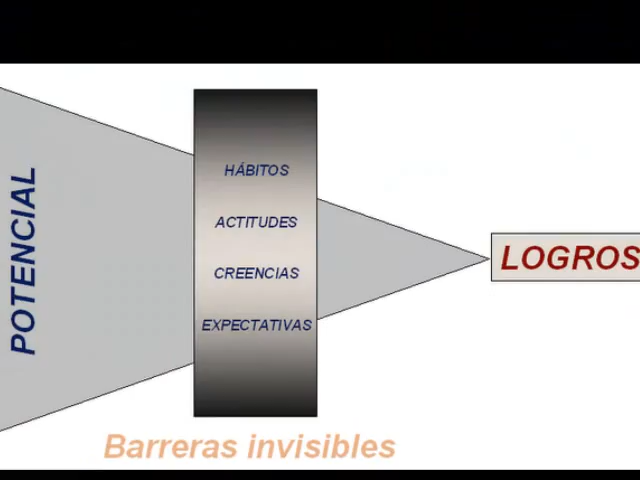 POTENCIAL
HÁBITOS
ACTITUDES
CREENCIAS
EXPECTATIVAS
LOGROS
Barreras invisibles